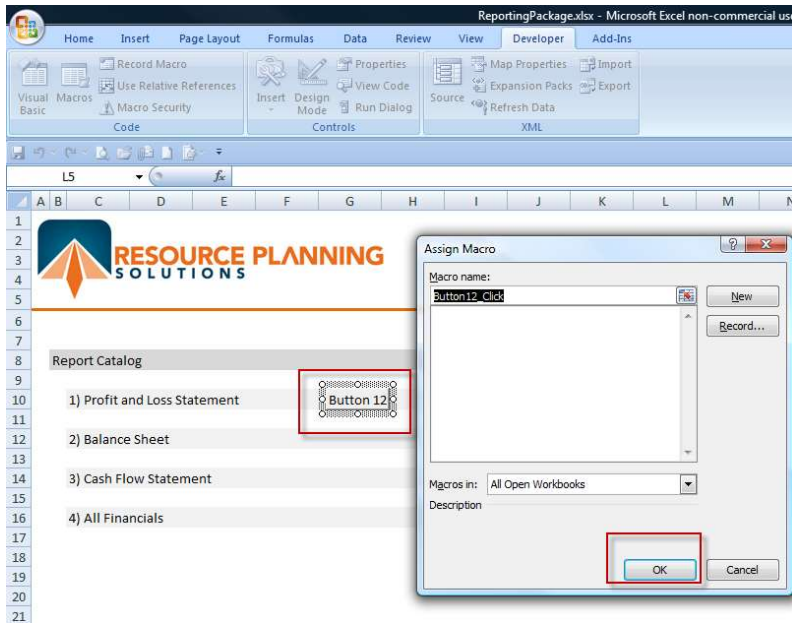 ReportingPackage.xlsx - Microsoft Excel non-commercial use
Home Insert Page Layout Formulas Data Review View Developer Add-Ins
Visual Basic
Macros
Record Macro
Use Relative References
Macro Security
Code
Insert
Design Mode
Properties
View Code
Run Dialog
Controls
Source
Map Properties
Expansion Packs
Refresh Data
Import
Export
XML
L5 fx
A B C D E F G H I J K L M N
1
2
3
4
5
6
7
8
9
10
11
12
13
14
15
16
17
18
19
20
21
RESOURCE PLANNING
SOLUTIONS
Report Catalog
1) Profit and Loss Statement
Button 12
2) Balance Sheet
3) Cash Flow Statement
4) All Financials
Assign Macro
Macro name:
Button12_Click
New
Record...
Macros in: All Open Workbooks
Description
OK Cancel